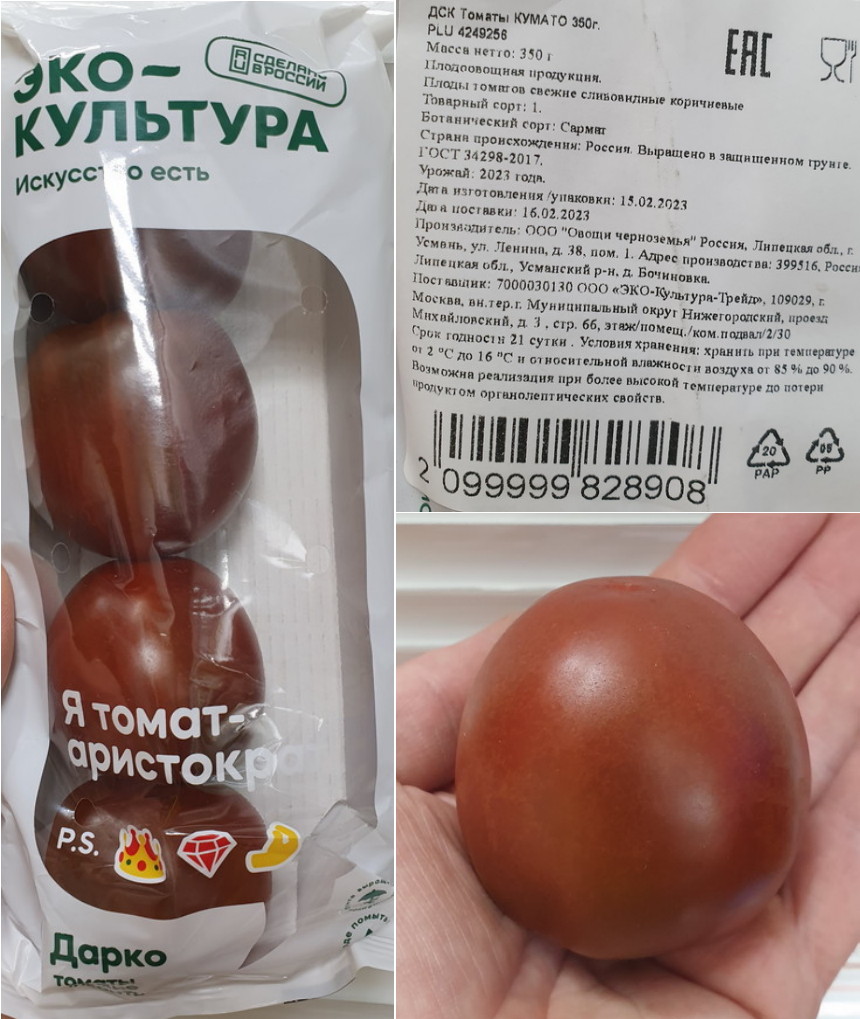 ЭКО–
КУЛЬТУРА
СДЕЛАНО
В РОССИИ
Искусство есть
Я томат-
аристокра
P.S.
Дарко
томаты
ДСК Томаты КУМАТО 350г.
PLU 4249256
Масса нетто: 350 г
Плодоовощная продукция.
Плоды томатов свежие сливовидные коричневые
Товарный сорт: 1.
Ботанический сорт: Сармат
Страна происхождения: Россия. Выращено в защищенном грунте.
ГОСТ 34298-2017.
Урожай: 2023 года.
Дата изготовления /упаковки: 15.02.2023
Дата поставки: 16.02.2023
Производитель: ООО "Овощи черноземья" Россия, Липецкая обл., г.
Усмань, ул. Ленина, д. 38, пом. 1. Адрес производства: 399516, Росси
Липецкая обл., Усманский р-н, д. Бочиновка.
Поставщик: 7000030130 ООО «ЭКО-Культура-Трейд», 109029, г.
Москва, вн.тер.г. Муниципальный округ Нижегородский, проезд
Михайловский, д. 3 , стр. 66, этаж/помещ./ком.подвал/2/30
Срок годности 21 сутки . Условия хранения: хранить при температуре
от 2 °С до 16 °С и относительной влажности воздуха от 85 % до 90 %.
Возможна реализация при более высокой температуре до потери
продуктом органолептических свойств.
EAC
2 099999 828908
20
PAP
05
PP